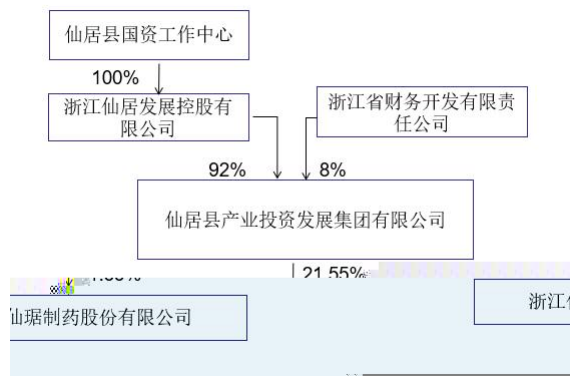 仙居县国资工作中心
100%
浙江仙居发展控股有
限公司
浙江省财务开发有限责
任公司
92%
8%
仙居县产业投资发展集团有限公司
21.55%
仙琚制药股份有限公司
浙江